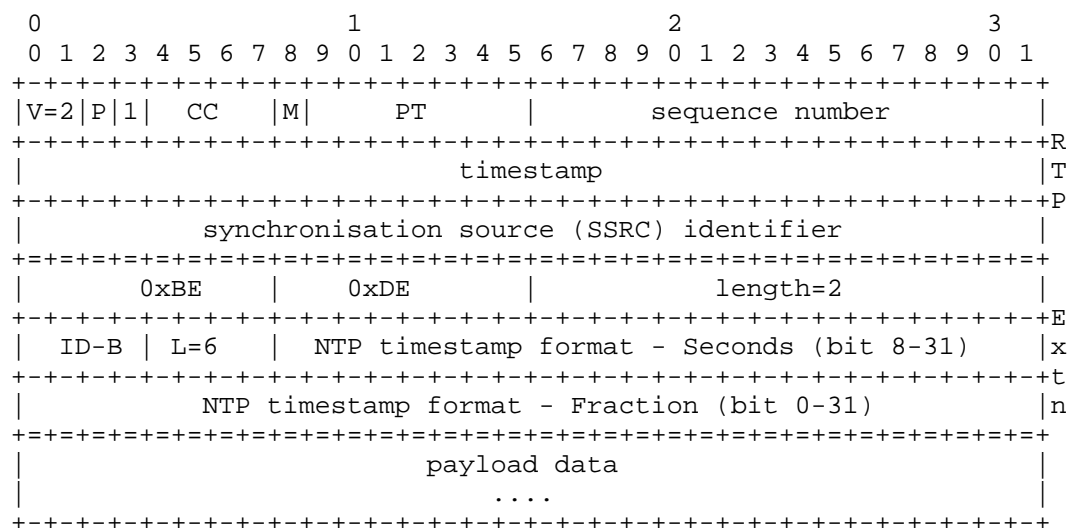 0                   1                   2                   3
 0 1 2 3 4 5 6 7 8 9 0 1 2 3 4 5 6 7 8 9 0 1 2 3 4 5 6 7 8 9 0 1
+-+-+-+-+-+-+-+-+-+-+-+-+-+-+-+-+-+-+-+-+-+-+-+-+-+-+-+-+-+-+-+-+
|V=2|P|1|  CC   |M|     PT      |       sequence number         |
+-+-+-+-+-+-+-+-+-+-+-+-+-+-+-+-+-+-+-+-+-+-+-+-+-+-+-+-+-+-+-+-+R
|                           timestamp                           |T
+-+-+-+-+-+-+-+-+-+-+-+-+-+-+-+-+-+-+-+-+-+-+-+-+-+-+-+-+-+-+-+-+P
|           synchronisation source (SSRC) identifier            |
+=+=+=+=+=+=+=+=+=+=+=+=+=+=+=+=+=+=+=+=+=+=+=+=+=+=+=+=+=+=+=+=+
|       0xBE    |    0xDE       |           length=2            |
+-+-+-+-+-+-+-+-+-+-+-+-+-+-+-+-+-+-+-+-+-+-+-+-+-+-+-+-+-+-+-+-+E
|  ID-B | L=6   |  NTP timestamp format - Seconds (bit 8-31)    |x
+-+-+-+-+-+-+-+-+-+-+-+-+-+-+-+-+-+-+-+-+-+-+-+-+-+-+-+-+-+-+-+-+t
|           NTP timestamp format - Fraction (bit 0-31)          |n
+=+=+=+=+=+=+=+=+=+=+=+=+=+=+=+=+=+=+=+=+=+=+=+=+=+=+=+=+=+=+=+=+
|                         payload data                          |
|                             ....                              |
+-+-+-+-+-+-+-+-+-+-+-+-+-+-+-+-+-+-+-+-+-+-+-+-+-+-+-+-+-+-+-+-+